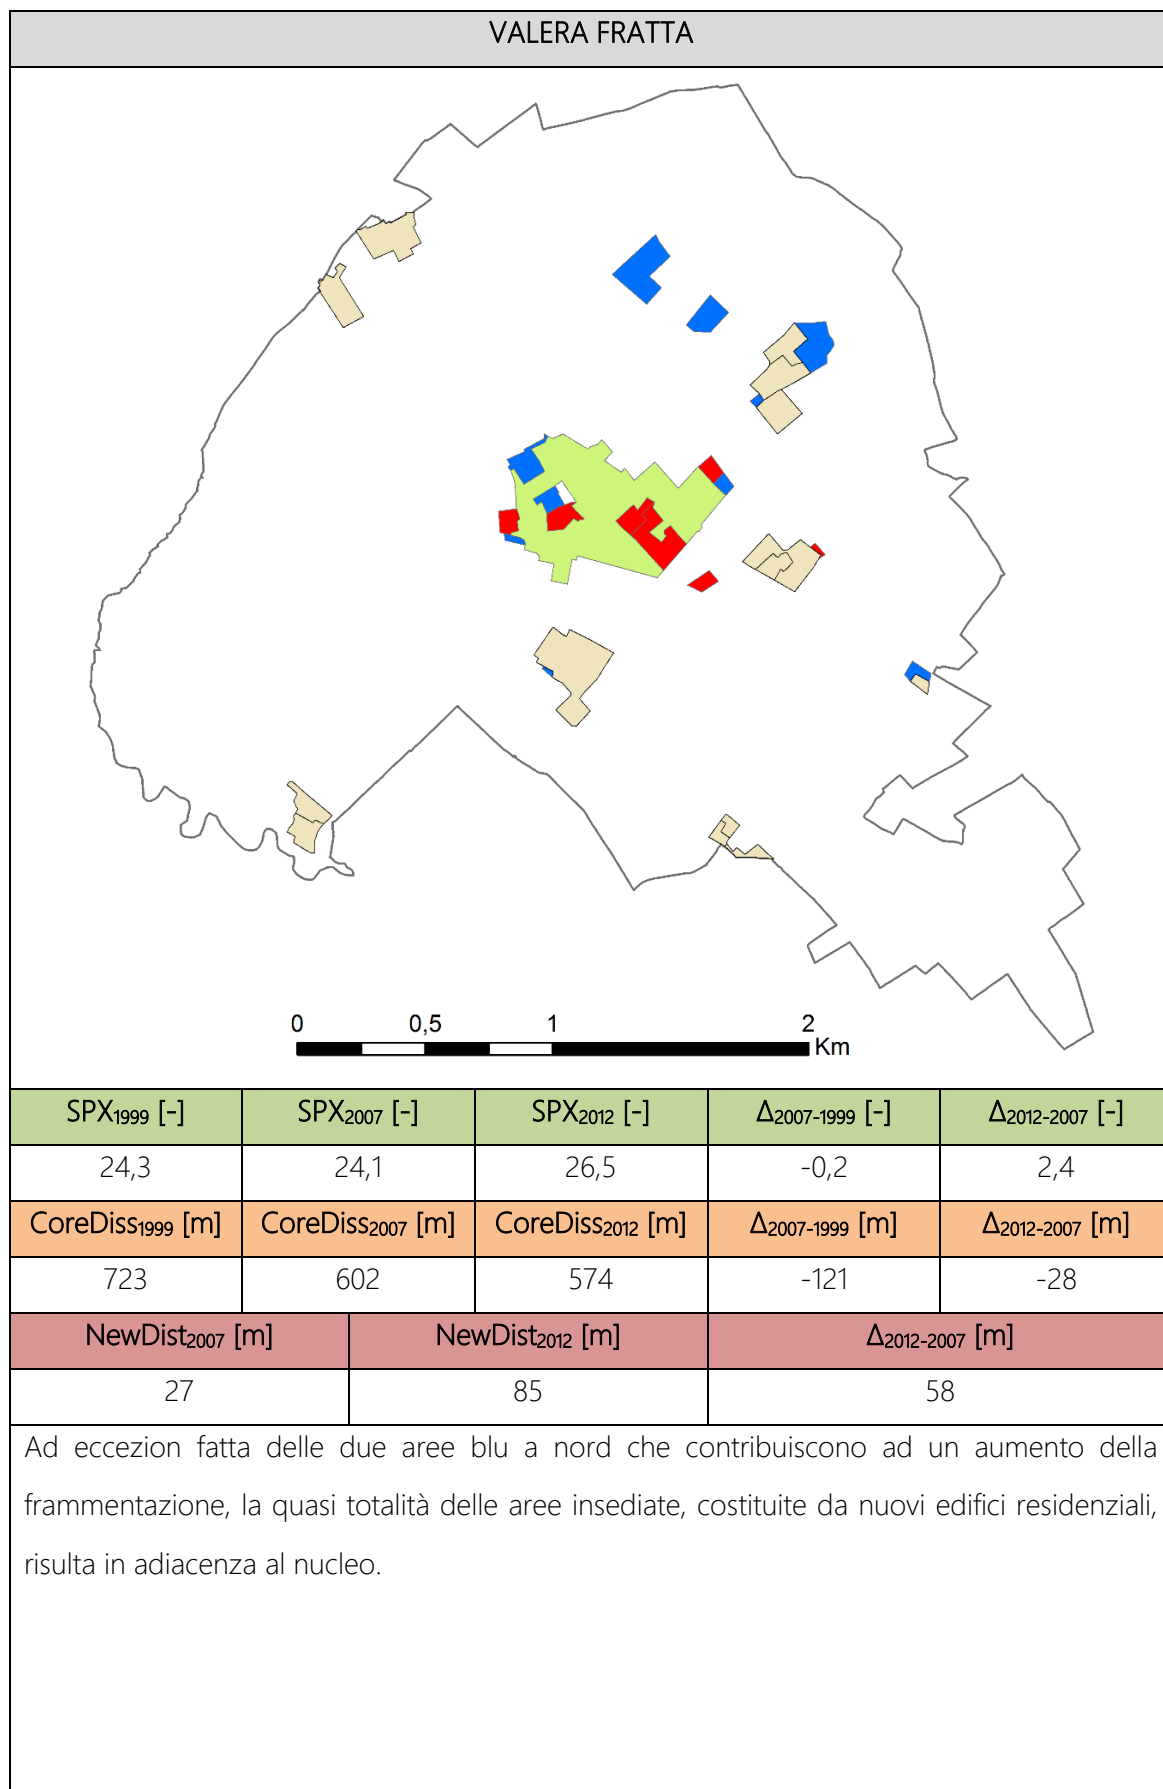 VALERA FRATTA
0 0,5 1 2
Km
SPX1999 [-] SPX2007 [-] SPX2012 [-] Δ2007-1999 [-] Δ2012-2007 [-]
24,3 24,1 26,5 -0,2 2,4
CoreDiss1999 [m] CoreDiss2007 [m] CoreDiss2012 [m] Δ2007-1999 [m] Δ2012-2007 [m]
723 602 574 -121 -28
NewDist2007 [m] NewDist2012 [m] Δ2012-2007 [m]
27 85 58
Ad eccezion fatta delle due aree blu a nord che contribuiscono ad un aumento della
frammentazione, la quasi totalità delle aree insediate, costituite da nuovi edifici residenziali,
risulta in adiacenza al nucleo.